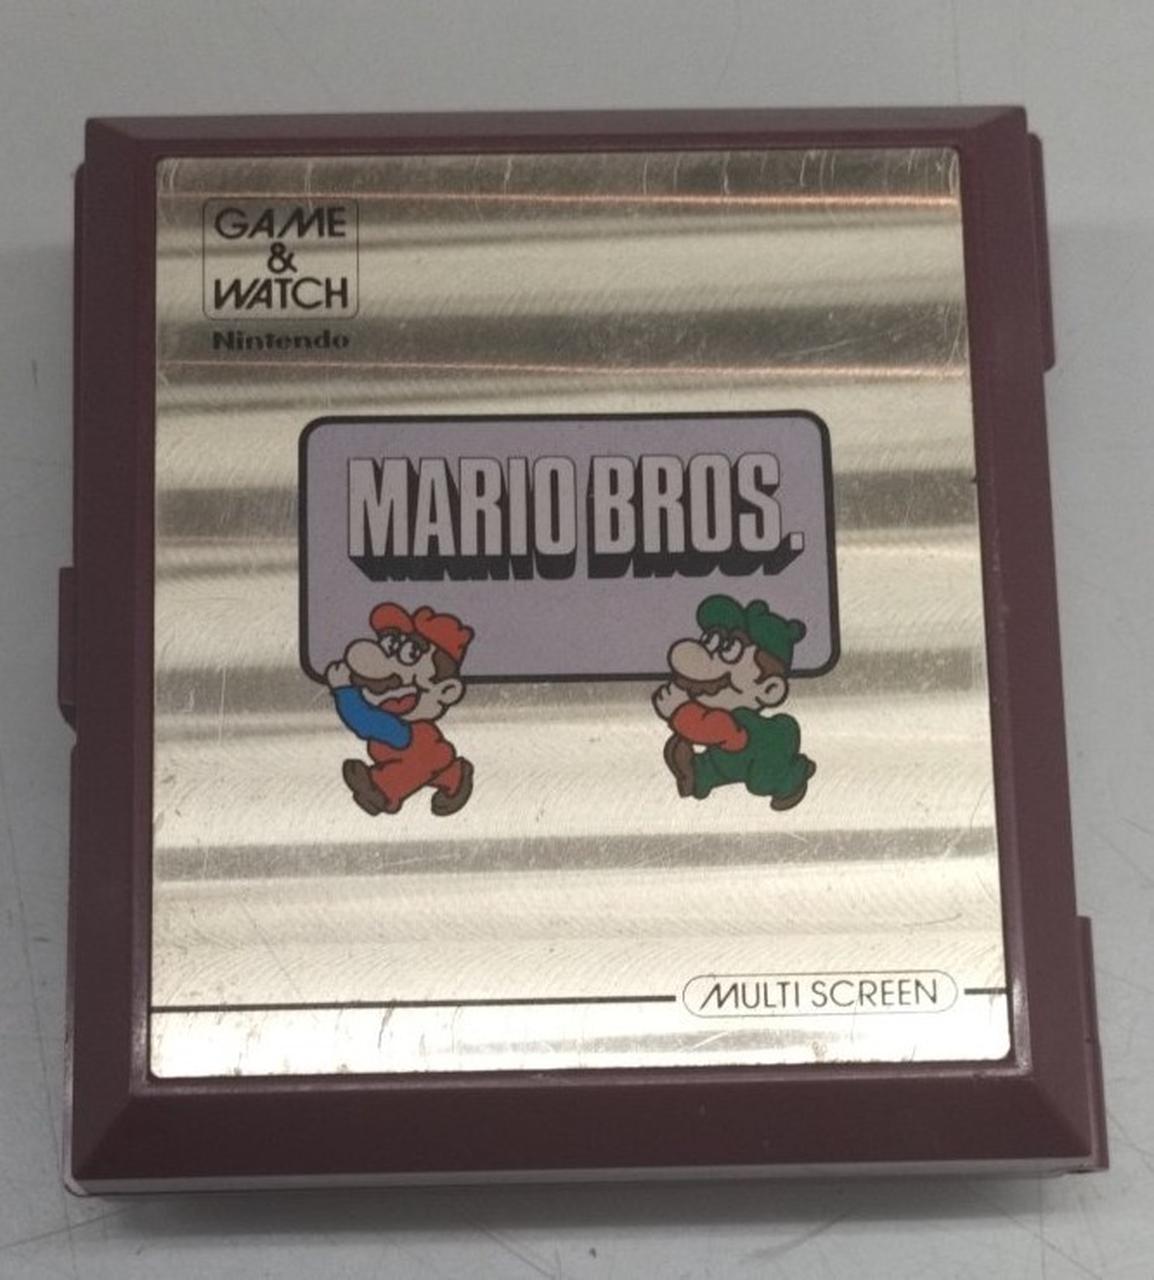 GAME
&
WATCH
Nintendo
MARIO BROS.
MULTI SCREEN